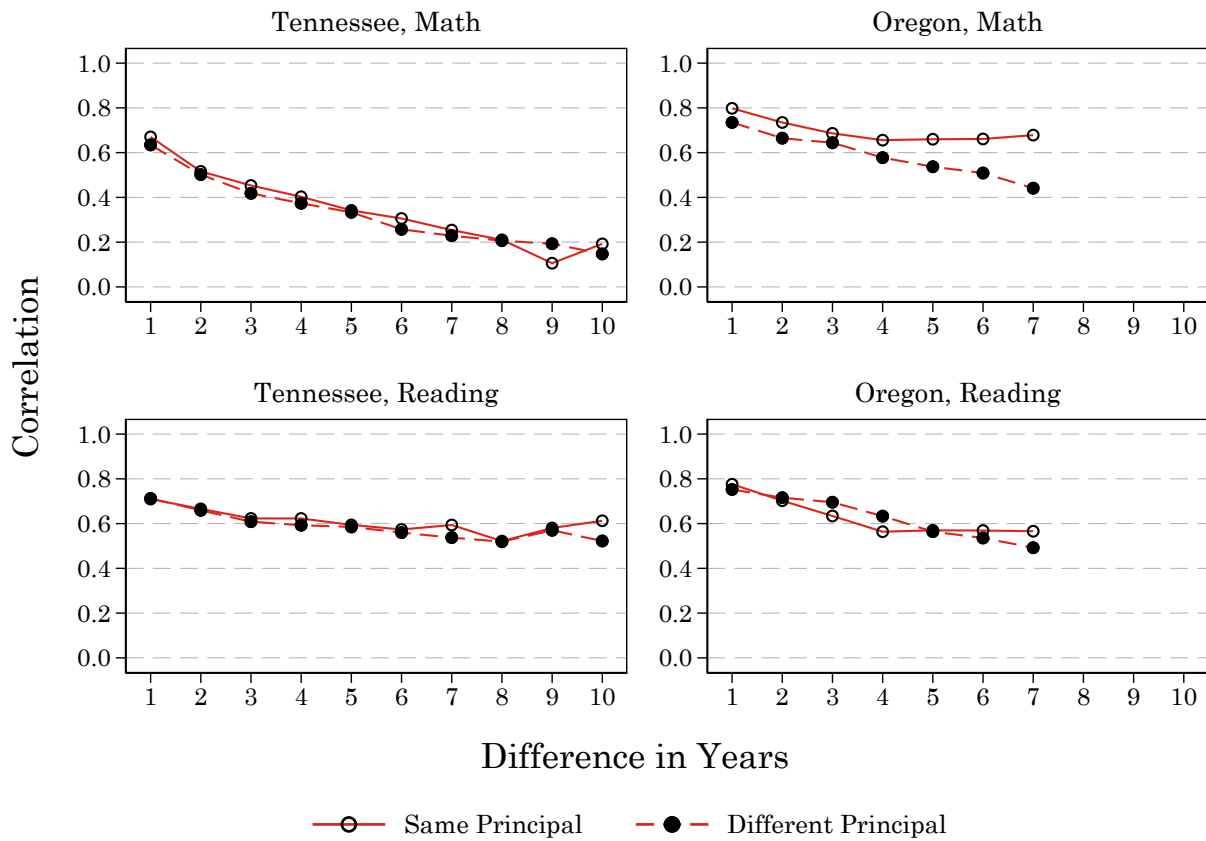 Tennessee, Math
Oregon, Math
1.0
0.8
0.6
0.4
0.2
0.0
1 2 3 4 5 6 7 8 9 10
1.0
0.8
0.6
0.4
0.2
0.0
1 2 3 4 5 6 7 8 9 10
Correlation
Tennessee, Reading
Oregon, Reading
1.0
0.8
0.6
0.4
0.2
0.0
1 2 3 4 5 6 7 8 9 10
1.0
0.8
0.6
0.4
0.2
0.0
1 2 3 4 5 6 7 8 9 10
Difference in Years
Same Principal
Different Principal